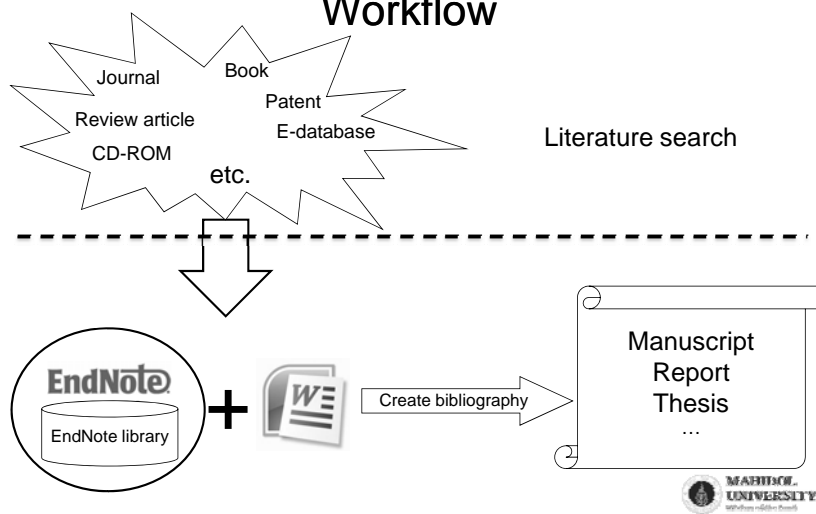 Workflow
Journal
Book
Patent
Review article
E-database
CD-ROM
etc.
Literature search
EndNote
EndNote library
+
W
Create bibliography
Manuscript
Report
Thesis
...
MAHIDOL
UNIVERSITY